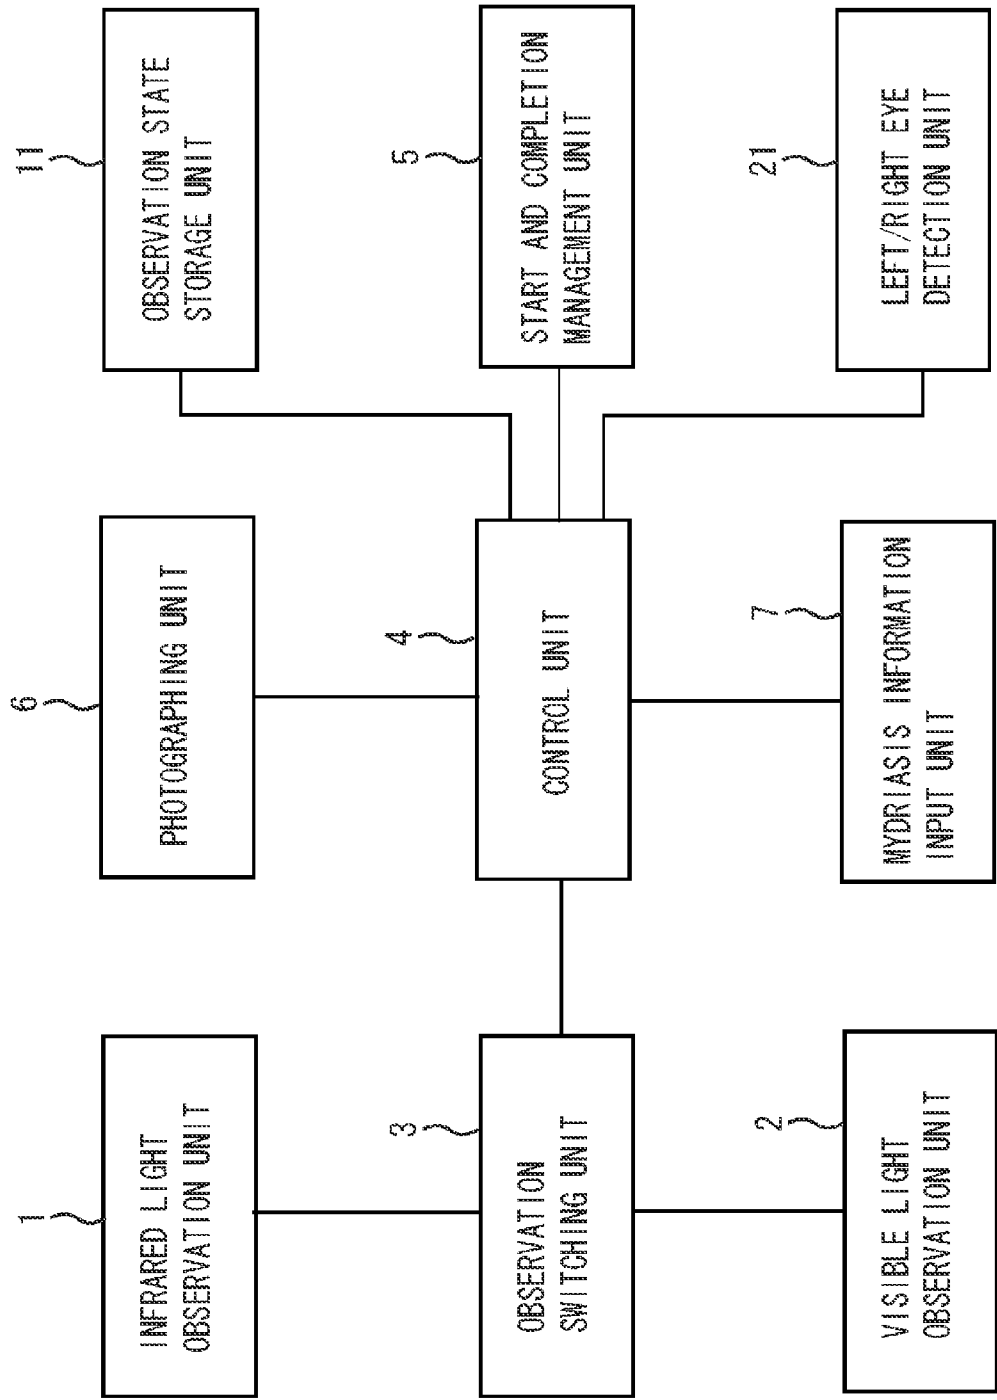 1
INFRARED LIGHT
OBSERVATION UNIT
6
PHOTOGRAPHING UNIT
11
OBSERVATION STATE
STORAGE UNIT
3
OBSERVATION
SWITCHING UNIT
4
CONTROL UNIT
5
START AND COMPLETION
MANAGEMENT UNIT
2
VISIBLE LIGHT
OBSERVATION UNIT
7
MYDRIASIS INFORMATION
INPUT UNIT
21
LEFT/RIGHT EYE
DETECTION UNIT